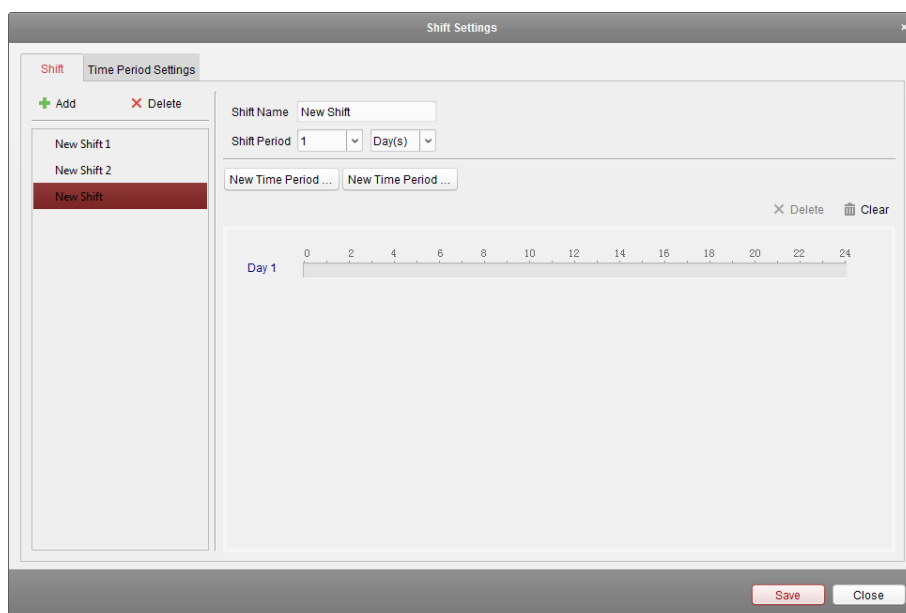 Shift Settings
×
Shift Time Period Settings
Add Delete
New Shift 1
New Shift 2
New Shift
Shift Name New Shift
Shift Period 1 Day(s)
New Time Period ... New Time Period ...
Delete Clear
0 2 4 6 8 10 12 14 16 18 20 22 24
Day 1
Save Close